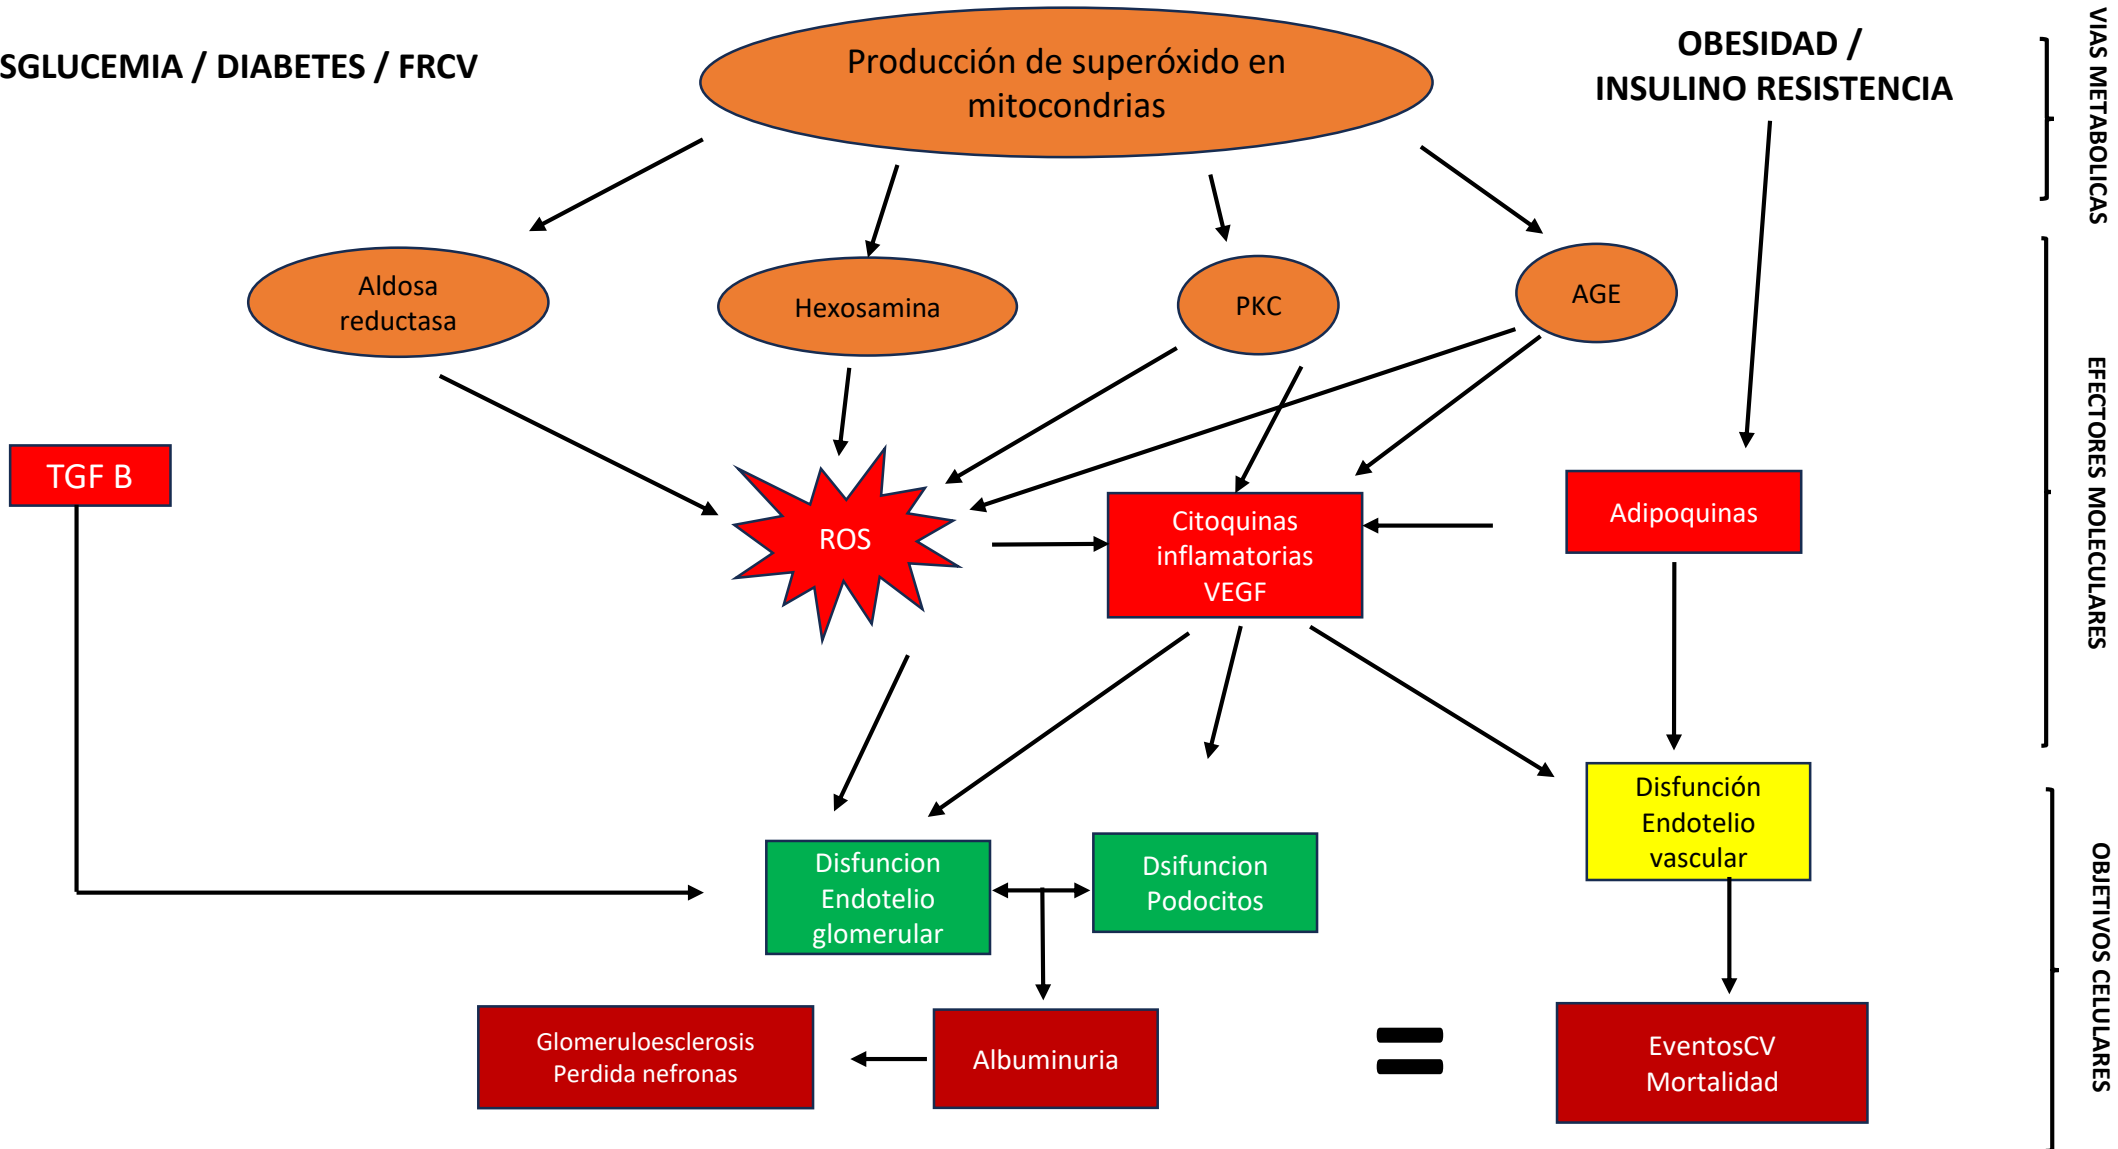 SGLUCEMIA / DIABETES / FRCV
Producción de superóxido en
mitocondrias
OBESIDAD /
INSULINO RESISTENCIA
VIAS METABOLICAS
Aldosa
reductasa
Hexosamina
PKC
AGE
EFECTORES MOLECULARES
TGF B
ROS
Citoquinas
inflamatorias
VEGF
Adipoquinas
Disfuncion
Endotelio
glomerular
Dsifuncion
Podocitos
Disfunción
Endotelio
vascular
OBJETIVOS CELULARES
Glomeruloesclerosis
Perdida nefronas
Albuminuria
=
EventosCV
Mortalidad